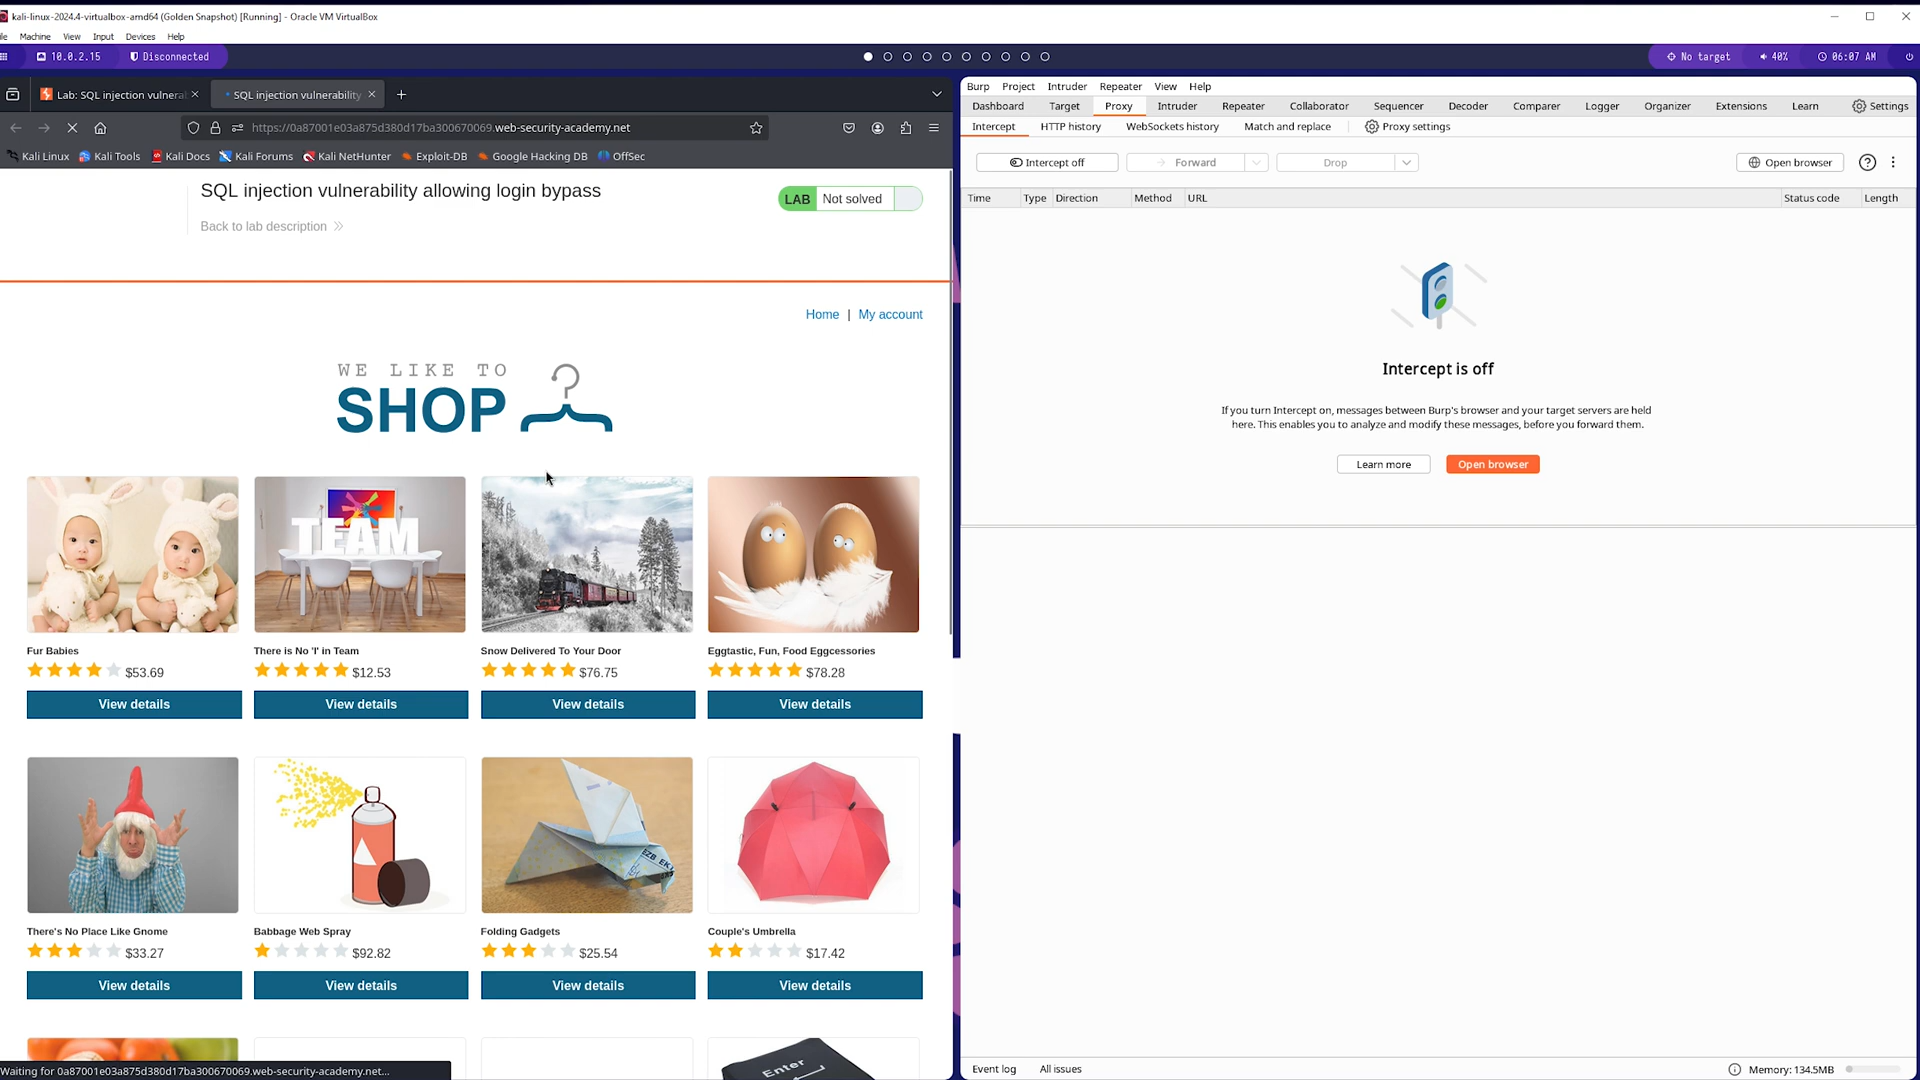 kali-linux-2024.4-virtualbox-amd64 (Golden Snapshot) [Running] - Oracle VM VirtualBox
Machine View Input Devices Help
10.0.2.15 Disconnected No target 40% 06:07 AM
Lab: SQL injection vulnera SQL injection vulnerability
https://0a87001e03a875d380d17ba300670069.web-security-academy.net
Kali Linux Kali Tools Kali Docs Kali Forums Kali NetHunter Exploit-DB Google Hacking DB OffSec
SQL injection vulnerability allowing login bypass
LAB Not solved
Back to lab description
Home | My account
WE LIKE TO
SHOP
TEAM
Fur Babies There is No 'I' in Team Snow Delivered To Your Door Eggtastic, Fun, Food Eggcessories
$53.69 $12.53 $76.75 $78.28
View details View details View details View details
There's No Place Like Gnome Babbage Web Spray Folding Gadgets Couple's Umbrella
$33.27 $92.82 $25.54 $17.42
View details View details View details View details
Enter
Waiting for 0a87001e03a875d380d17ba300670069.web-security-academy.net...
Burp Project Intruder Repeater View Help
Dashboard Target Proxy Intruder Repeater Collaborator Sequencer Decoder Comparer Logger Organizer Extensions Learn Settings
Intercept HTTP history WebSockets history Match and replace Proxy settings
Intercept off Forward Drop Open browser
Time Type Direction Method URL Status code Length
Intercept is off
If you turn Intercept on, messages between Burp's browser and your target servers are held
here. This enables you to analyze and modify these messages, before you forward them.
Learn more Open browser
Event log All issues Memory: 134.5MB